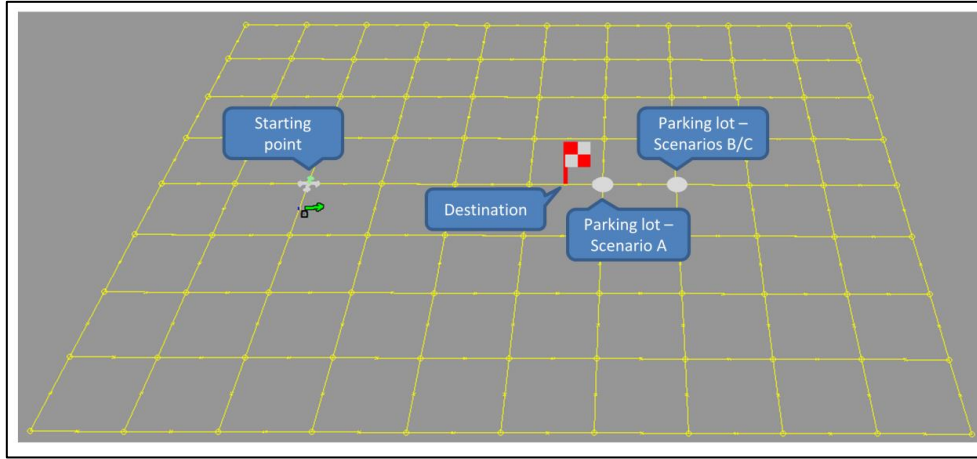 Starting
point
Parking lot –
Scenarios B/C
Destination
Parking lot –
Scenario A